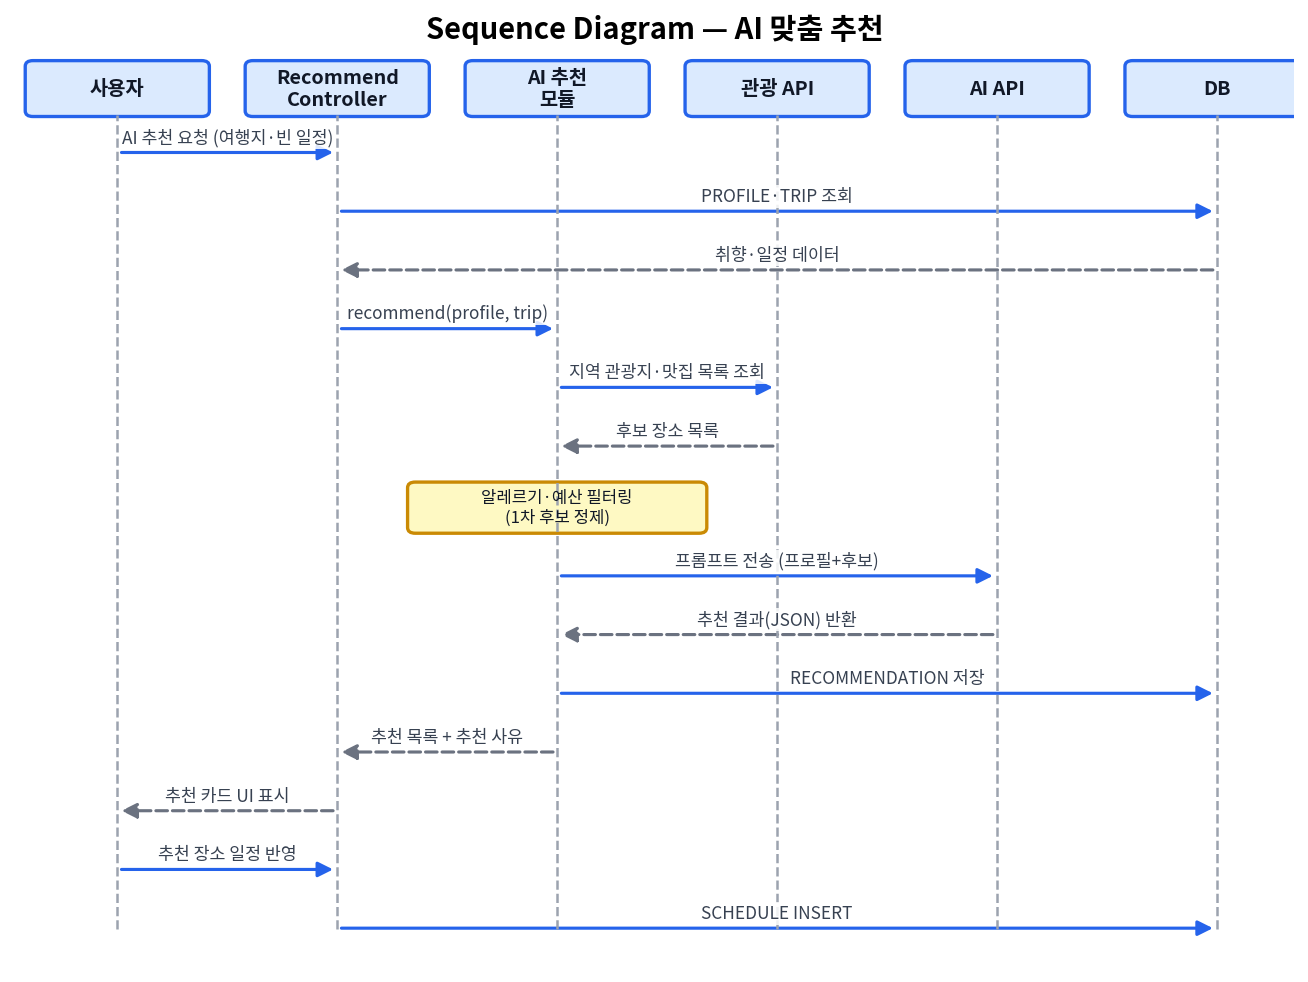 Sequence Diagram — AI 맞춤 추천
사용자
Recommend
Controller
AI 추천
모듈
관광 API
AI API
DB
AI 추천 요청 (여행지·빈 일정)
PROFILE·TRIP 조회
취향·일정 데이터
recommend(profile, trip)
지역 관광지·맛집 목록 조회
후보 장소 목록
알레르기·예산 필터링
(1차 후보 정제)
프롬프트 전송 (프로필+후보)
추천 결과(JSON) 반환
RECOMMENDATION 저장
추천 목록 + 추천 사유
추천 카드 UI 표시
추천 장소 일정 반영
SCHEDULE INSERT